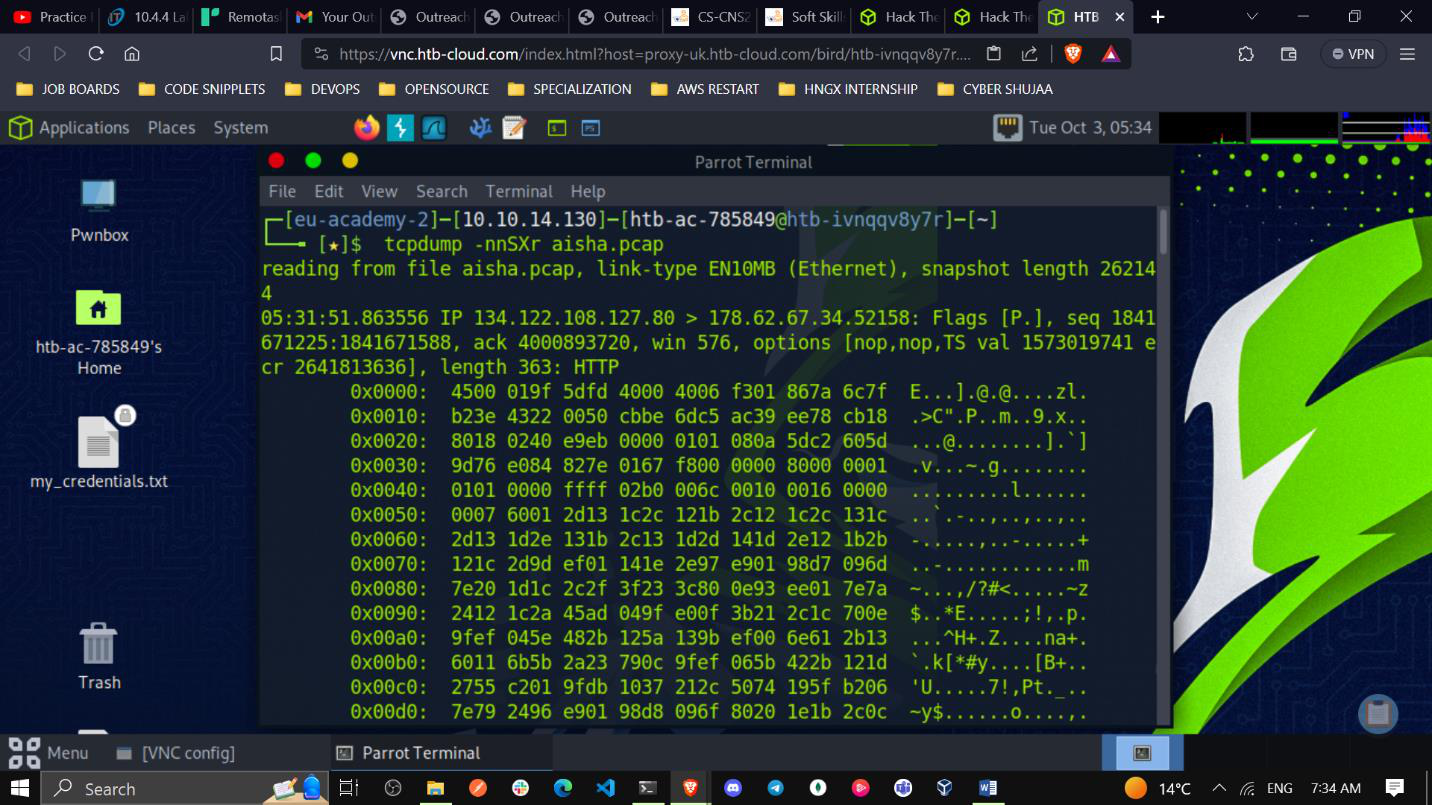 Practice
10.4.4 La
Remotas
Your Out
Outreach
Outreach
Outreach
CS-CNS2
Soft Skill
Hack The
Hack The
HTB
https://vnc.htb-cloud.com/index.html?host=proxy-uk.htb-cloud.com/bird/htb-ivnqqv8y7r....
VPN
JOB BOARDS
CODE SNIPPLETS
DEVOPS
OPENSOURCE
SPECIALIZATION
AWS RESTART
HNGX INTERNSHIP
CYBER SHUJAA
Applications Places System
Tue Oct 3, 05:34
Parrot Terminal
File Edit View Search Terminal Help
┌─[eu-academy-2]─[10.10.14.130]─[htb-ac-785849@htb-ivnqqv8y7r]─[~]
└──╼ [★]$ tcpdump -nnSXr aisha.pcap
reading from file aisha.pcap, link-type EN10MB (Ethernet), snapshot length 26214
4
05:31:51.863556 IP 134.122.108.127.80 > 178.62.67.34.52158: Flags [P.], seq 1841
671225:1841671588, ack 4000893720, win 576, options [nop,nop,TS val 1573019741 e
cr 2641813636], length 363: HTTP
0x0000: 4500 019f 5dfd 4000 4006 f301 867a 6c7f E...].@.@....zl.
0x0010: b23e 4322 0050 cbbe 6dc5 ac39 ee78 cb18 .>C".P..m..9.x..
0x0020: 8018 0240 e9eb 0000 0101 080a 5dc2 605d ...@........].`]
0x0030: 9d76 e084 827e 0167 f800 0000 8000 0001 .v...~.g........
0x0040: 0101 0000 ffff 02b0 006c 0010 0016 0000 .........l......
0x0050: 0007 6001 2d13 1c2c 121b 2c12 1c2c 131c ..`.-..,..,..,..
0x0060: 2d13 1d2e 131b 2c13 1d2d 141d 2e12 1b2b -.....,..-.....+
0x0070: 121c 2d9d ef01 141e 2e97 e901 98d7 096d ..-............m
0x0080: 7e20 1d1c 2c2f 3f23 3c80 0e93 ee01 7e7a ~...,/?#<.....~z
0x0090: 2412 1c2a 45ad 049f e00f 3b21 2c1c 700e $..*E.....;!,.p.
0x00a0: 9fef 045e 482b 125a 139b ef00 6e61 2b13 ...^H+.Z....na+.
0x00b0: 6011 6b5b 2a23 790c 9fef 065b 422b 121d `.k[*#y....[B+..
0x00c0: 2755 c201 9fdb 1037 212c 5074 195f b206 'U.....7!,Pt._..
0x00d0: 7e79 2496 e901 98d8 096f 8020 1e1b 2c0c ~y$......o....,.
Pwnbox
htb-ac-785849's
Home
my_credentials.txt
Trash
Menu
[VNC config]
Parrot Terminal
Search
14°C
ENG
7:34 AM